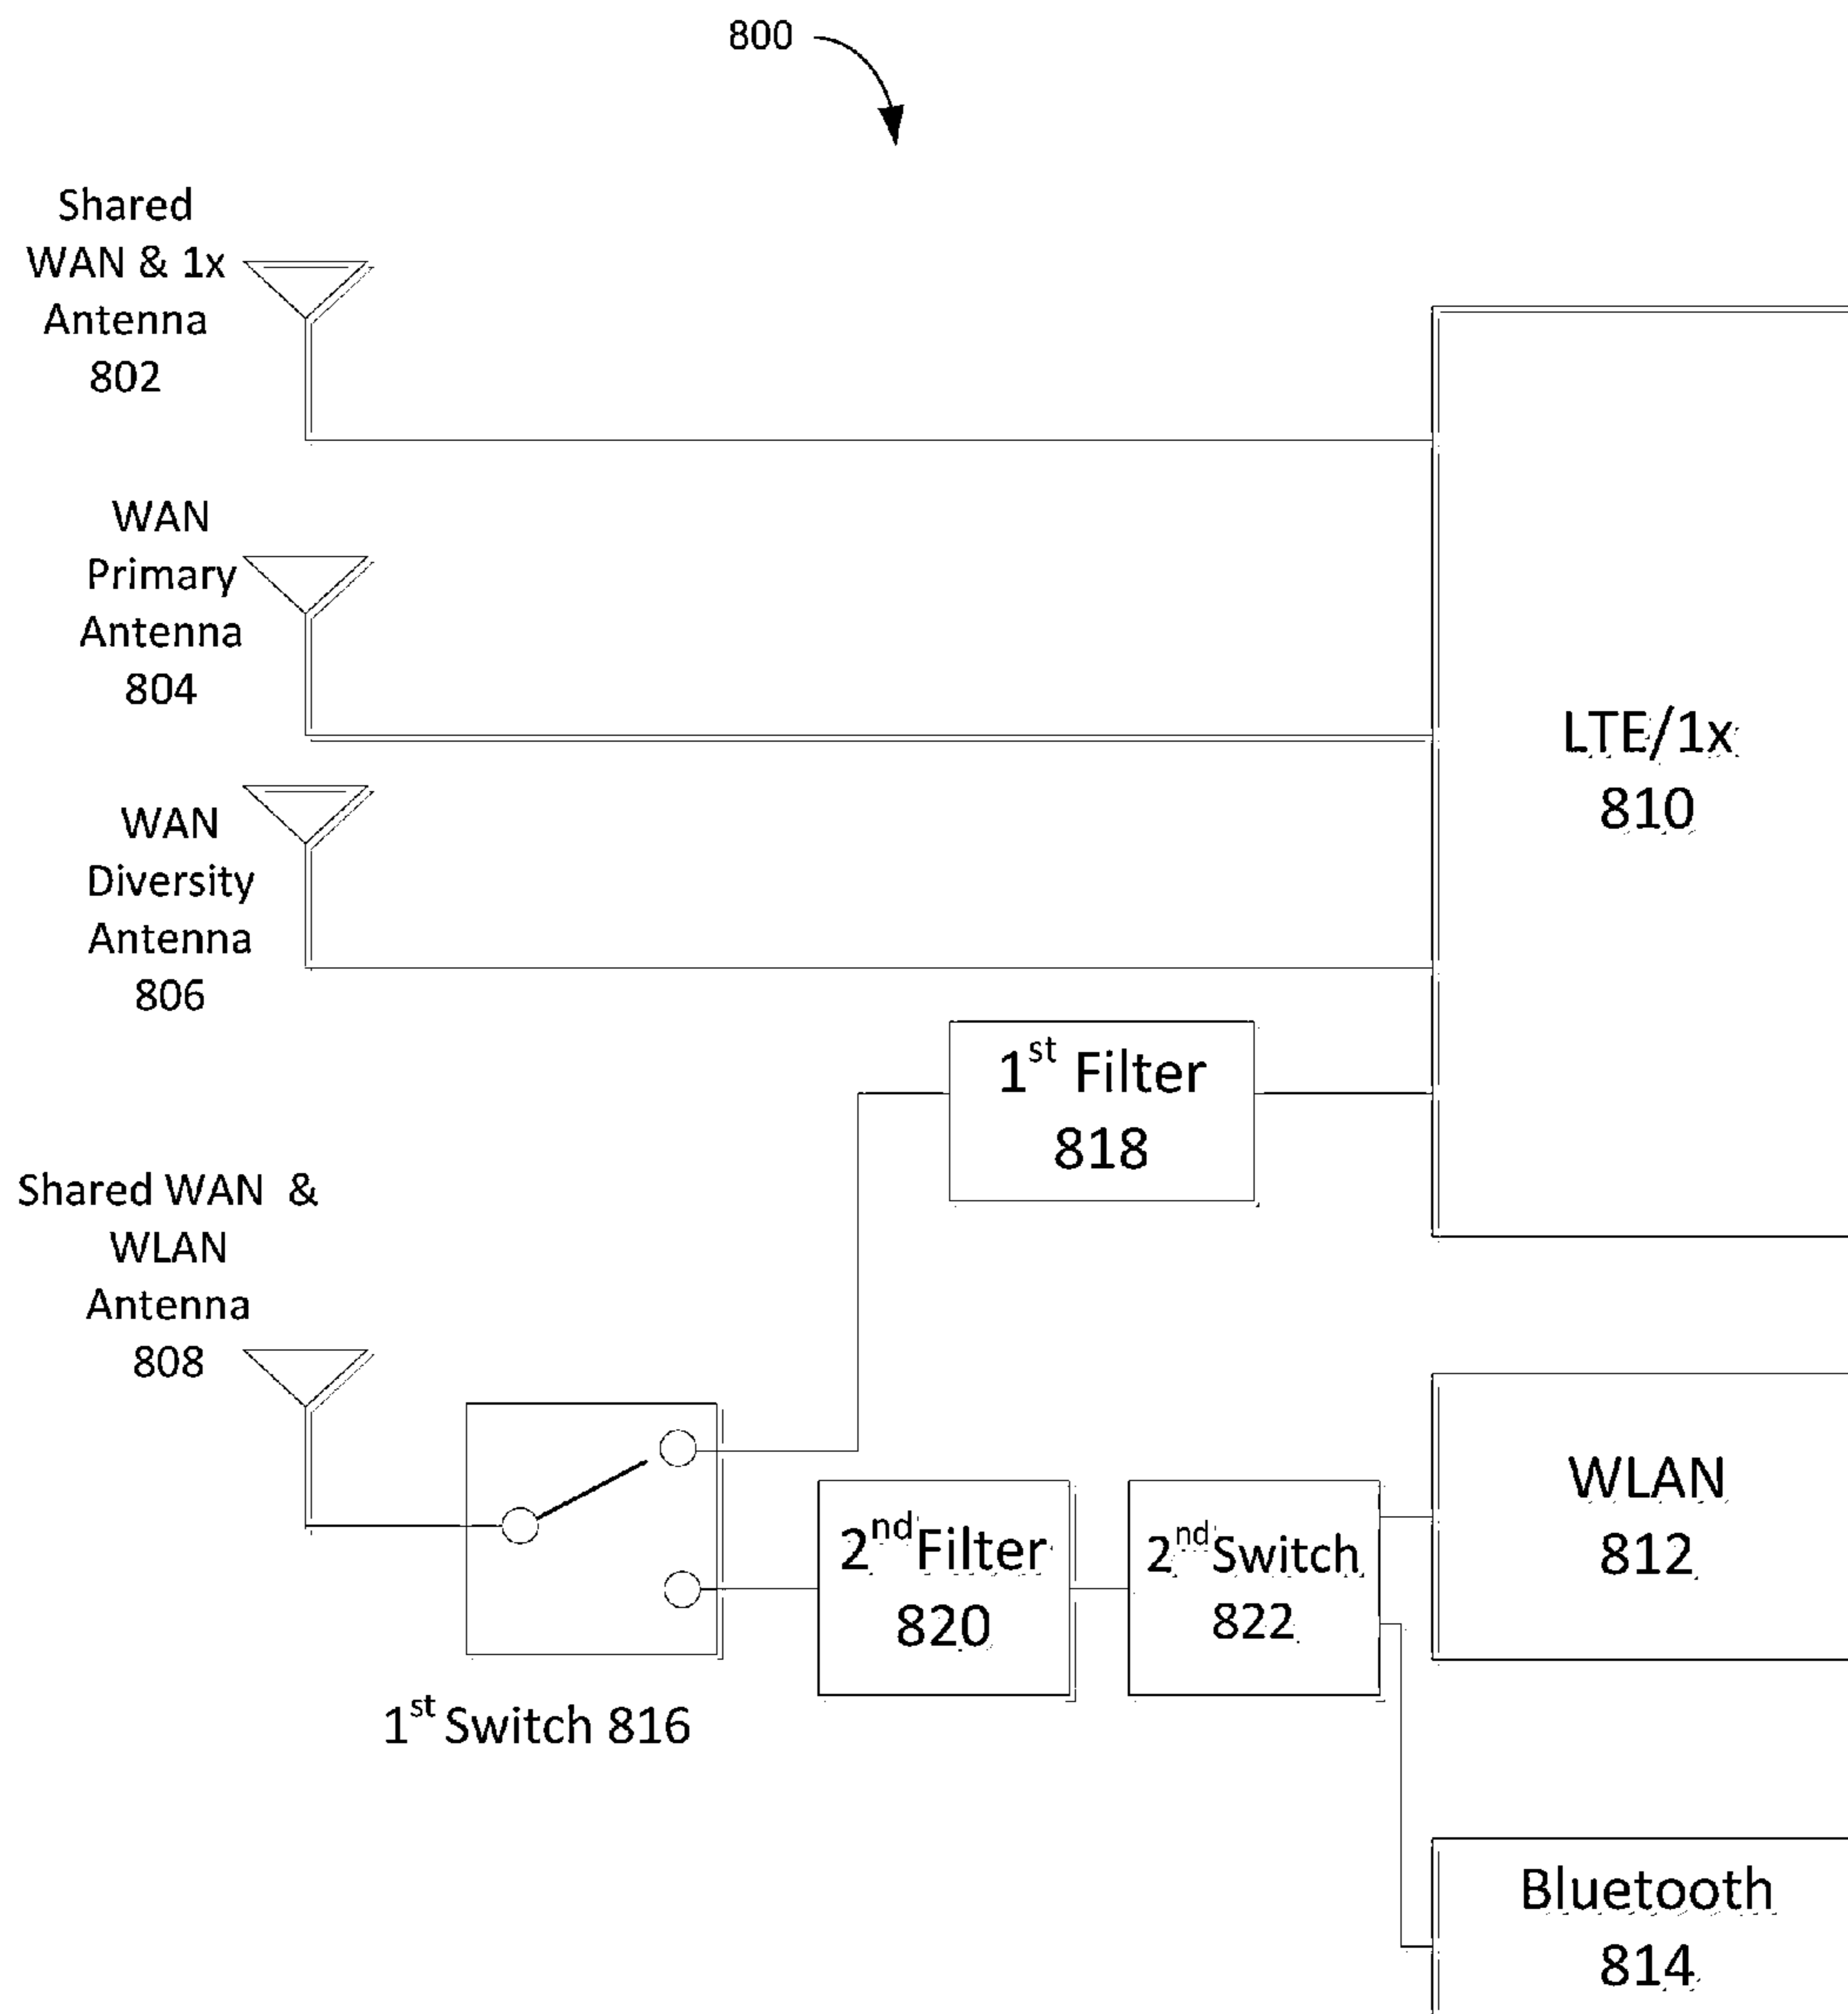 800
Shared
WAN & 1x
Antenna
802
WAN
Primary
Antenna
804
LTE/1x
810
WAN
Diversity
Antenna
806
1st Filter
818
Shared WAN &
WLAN
Antenna
808
WLAN
812
2nd Filter
820
2nd Switch
822
1st Switch 816
Bluetooth
814